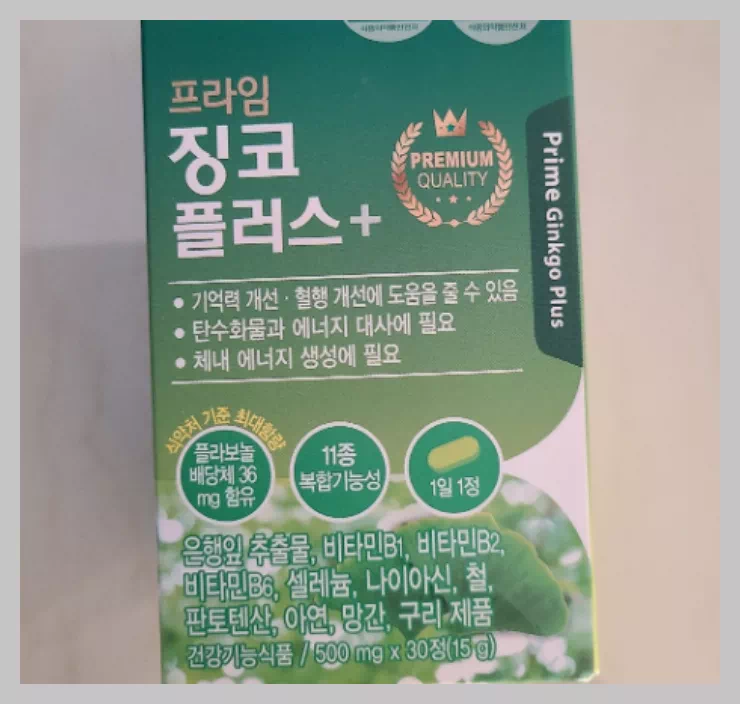 프라임
징코
플러스+
PREMIUM
QUALITY
Prime Ginkgo Plus
• 기억력 개선 · 혈행 개선에 도움을 줄 수 있음
• 탄수화물과 에너지 대사에 필요
• 체내 에너지 생성에 필요
식약처 기준 최대함량
플라보놀
배당체 36
mg 함유
11종
복합기능성
1일 1정
은행잎 추출물, 비타민B1, 비타민B2,
비타민B6, 셀레늄, 나이아신, 철,
판토텐산, 아연, 망간, 구리 제품
건강기능식품 / 500 mg x 30정(15 g)